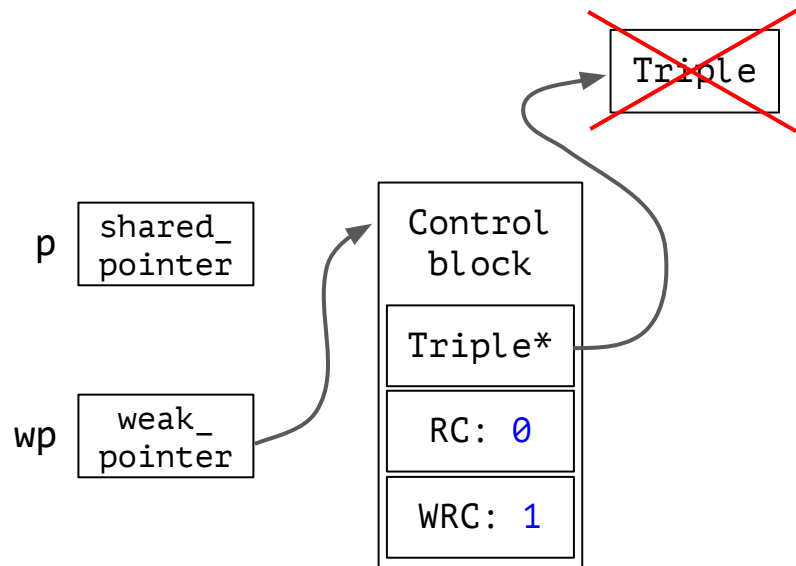 Triple
p
shared_
pointer
Control
block
Triple*
wp
weak_
pointer
RC: 0
WRC: 1